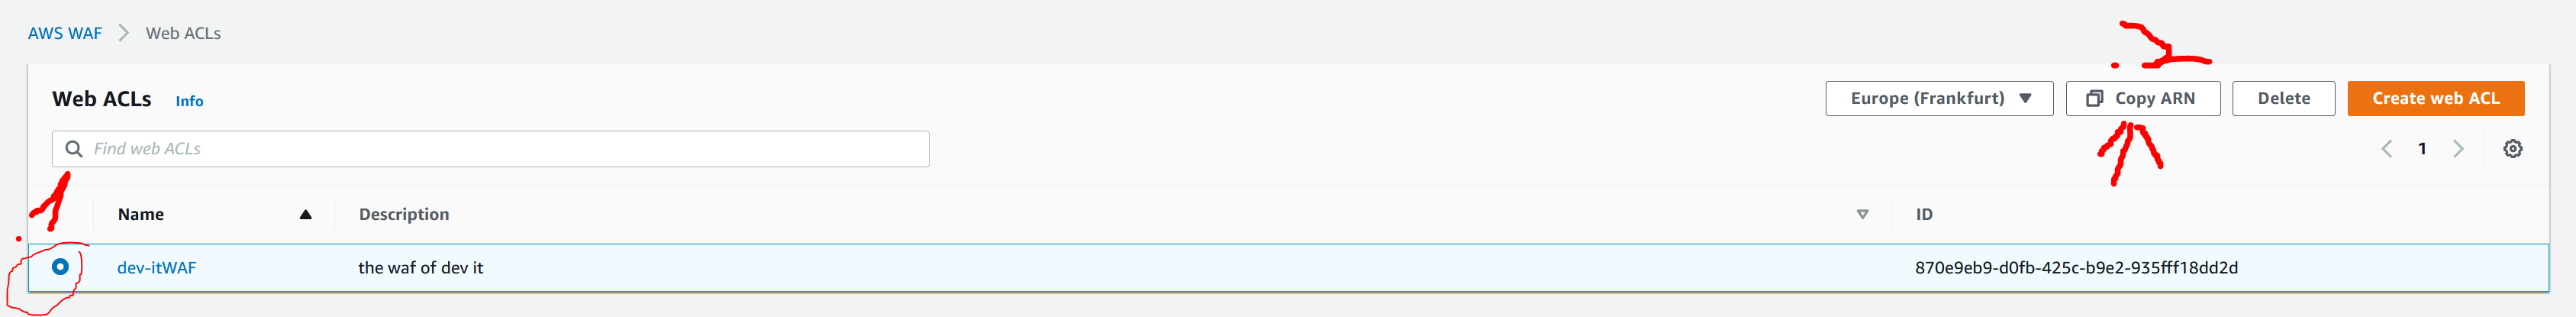 AWS WAF > Web ACLs
2
Web ACLs Info Europe (Frankfurt) Copy ARN Delete Create web ACL
Find web ACLs 1
1
Name Description ID
dev-itWAF the waf of dev it 870e9eb9-d0fb-425c-b9e2-935fff18dd2d